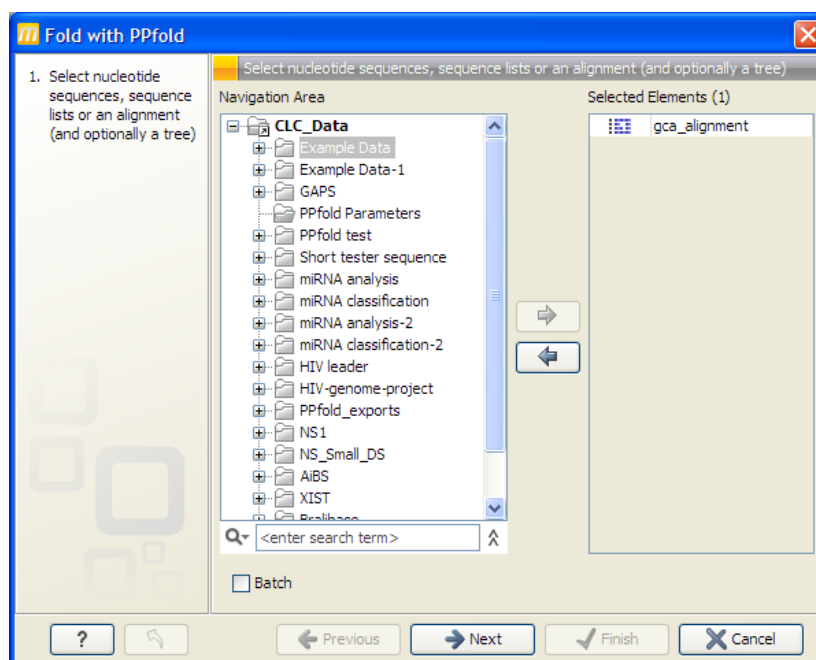 Fold with PPfold
1. Select nucleotide
sequences, sequence
lists or an alignment
(and optionally a tree)
Select nucleotide sequences, sequence lists or an alignment (and optionally a tree)
Navigation Area
CLC_Data
Example Data
Example Data-1
GAPS
PPfold Parameters
PPfold test
Short tester sequence
miRNA analysis
miRNA classification
miRNA analysis-2
miRNA classification-2
HIV leader
HIV-genome-project
PPfold_exports
NS1
NS_Small_DS
AiBS
XIST
Bralibase
<enter search term>
Batch
Selected Elements (1)
gca_alignment
?
Previous
Next
Finish
Cancel